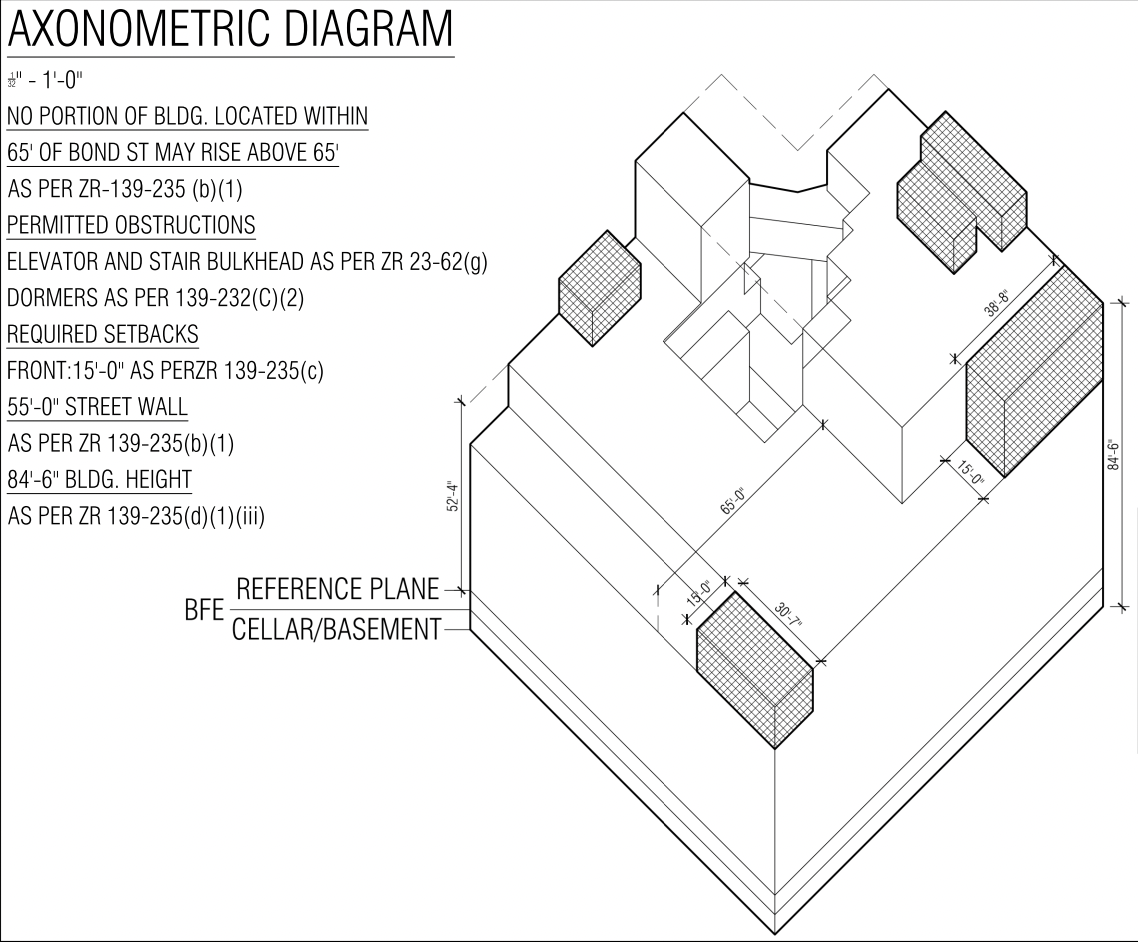 AXONOMETRIC DIAGRAM
1/32" - 1'-0"
NO PORTION OF BLDG. LOCATED WITHIN
65' OF BOND ST MAY RISE ABOVE 65'
AS PER ZR-139-235 (b)(1)
PERMITTED OBSTRUCTIONS
ELEVATOR AND STAIR BULKHEAD AS PER ZR 23-62(g)
DORMERS AS PER 139-232(C)(2)
REQUIRED SETBACKS
FRONT:15'-0" AS PERZR 139-235(c)
55'-0" STREET WALL
AS PER ZR 139-235(b)(1)
84'-6" BLDG. HEIGHT
AS PER ZR 139-235(d)(1)(iii)
38'-8"
84'-6"
15'-0"
65'-0"
52'-4"
15'-0"
30'-7"
REFERENCE PLANE
BFE
CELLAR/BASEMENT